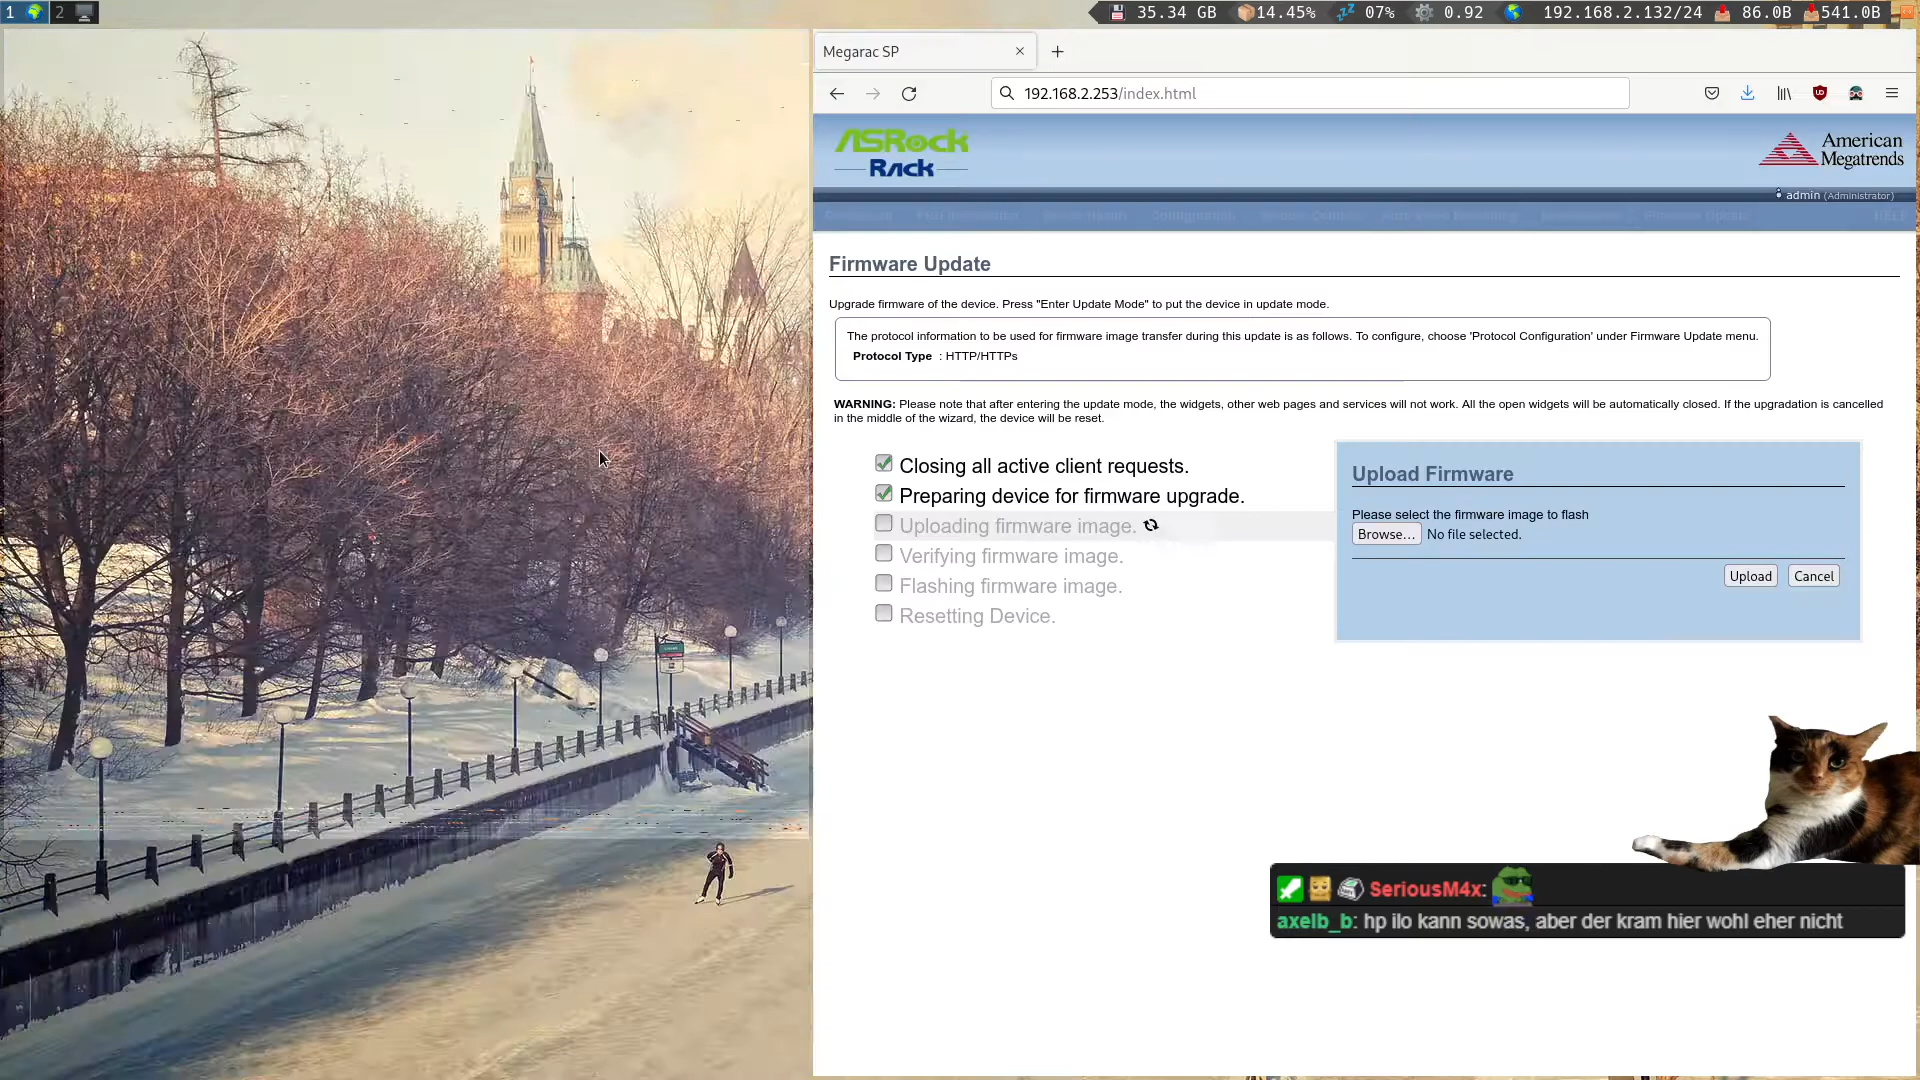 1 2 35.34 GB 14.45% 07% 0.92 192.168.2.132/24 86.0B 541.0B
Megarac SP
192.168.2.253/index.html
ASRock
Rack
American
Megatrends
admin (Administrator)
HELP
Firmware Update
Upgrade firmware of the device. Press "Enter Update Mode" to put the device in update mode.
The protocol information to be used for firmware image transfer during this update is as follows. To configure, choose 'Protocol Configuration' under Firmware Update menu.
Protocol Type : HTTP/HTTPs
WARNING: Please note that after entering the update mode, the widgets, other web pages and services will not work. All the open widgets will be automatically closed. If the upgradation is cancelled
in the middle of the wizard, the device will be reset.
Closing all active client requests.
Preparing device for firmware upgrade.
Uploading firmware image.
Verifying firmware image.
Flashing firmware image.
Resetting Device.
Upload Firmware
Please select the firmware image to flash
Browse... No file selected.
Upload Cancel
SeriousM4x:
axelb_b: hp ilo kann sowas, aber der kram hier wohl eher nicht